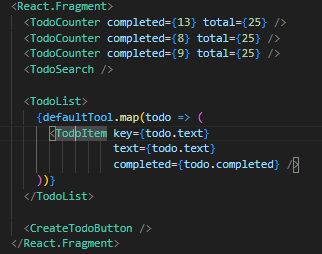 <React.Fragment>
<TodoCounter completed={13} total={25} />
<TodoCounter completed={8} total={25} />
<TodoCounter completed={9} total={25} />
<TodoSearch />
<TodoList>
{defaultTool.map(todo => (
<TodoItem key={todo.text}
text={todo.text}
completed={todo.completed} />
))}
</TodoList>
<CreateTodoButton />
</React.Fragment>